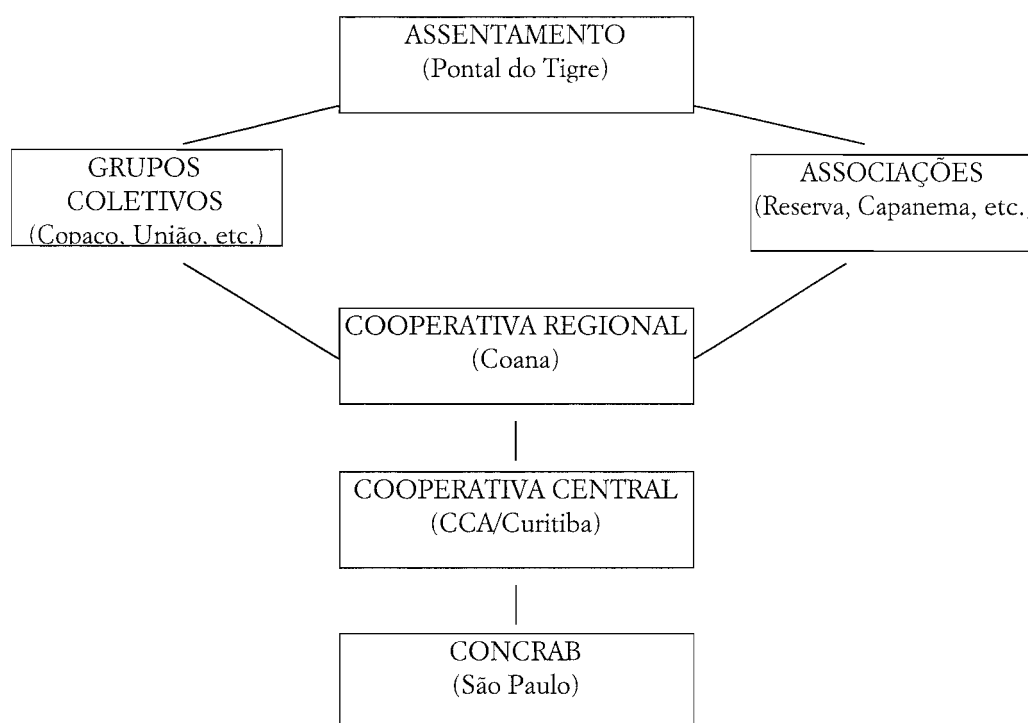 ASSENTAMENTO
(Pontal do Tigre)
GRUPOS
COLETIVOS
(Copaco, União, etc.)
ASSOCIAÇÕES
(Reserva, Capanema, etc.
COOPERATIVA REGIONAL
(Coana)
COOPERATIVA CENTRAL
(CCA/Curitiba)
CONCRAB
(São Paulo)